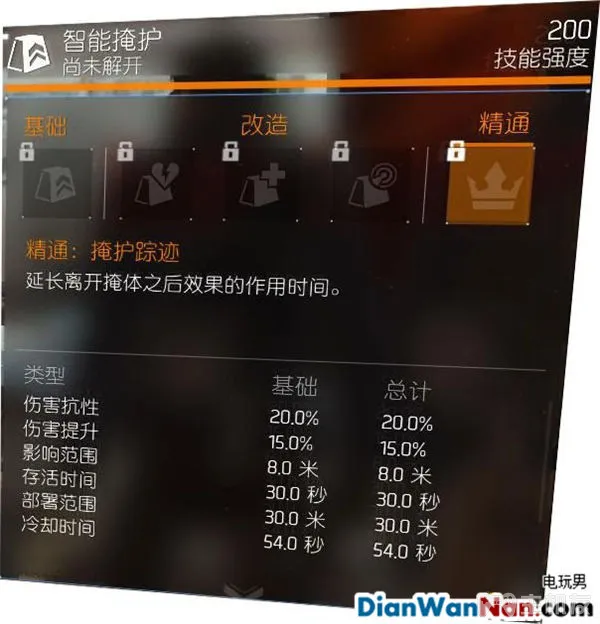 智能掩护
200
尚未解开
技能强度
基础 改造 精通
精通：掩护踪迹
延长离开掩体之后效果的作用时间。
类型 基础 总计
伤害抗性 20.0% 20.0%
伤害提升 15.0% 15.0%
影响范围 8.0 米 8.0 米
存活时间 30.0 秒 30.0 秒
部署范围 30.0 米 30.0 米
冷却时间 54.0 秒 54.0 秒
电玩男
DianWanNan.com